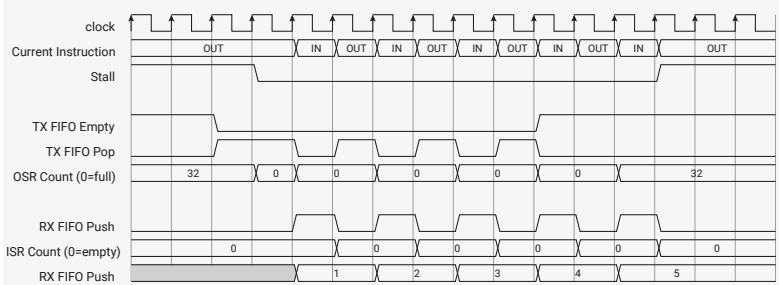 clock
Current Instruction OUT IN OUT IN OUT IN OUT IN OUT IN OUT
Stall
TX FIFO Empty
TX FIFO Pop
OSR Count (0=full) 32 0 0 0 0 0 32
RX FIFO Push
ISR Count (0=empty) 0 0 0 0 0 0
RX FIFO Push 1 2 3 4 5